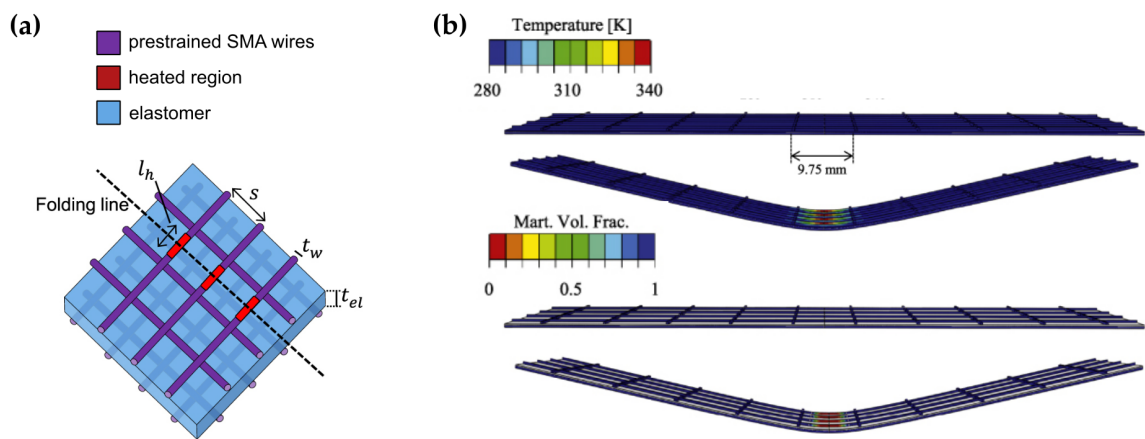 (a)
prestrained SMA wires
heated region
elastomer
l_h
s
Folding line
t_w
t_el
(b)
Temperature [K]
280 310 340
9.75 mm
Mart. Vol. Frac.
0 0.5 1